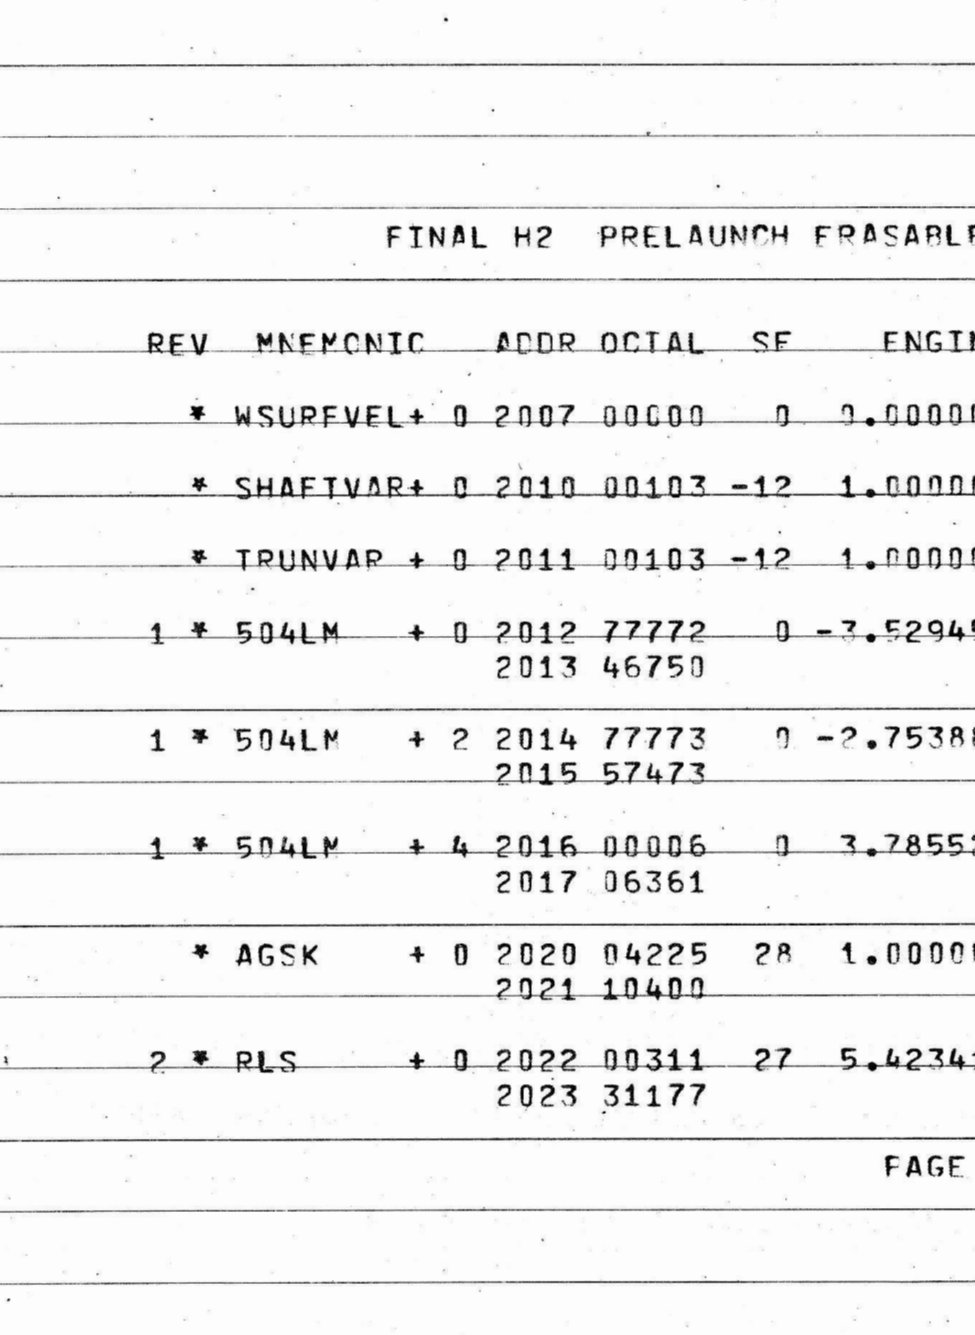 FINAL H2 PRELAUNCH ERASABLE
REV MNEMONIC ADDR OCTAL SF ENGIN
* WSURFVEL+ 0 2007 00000 0 0.00000
* SHAFTVAR+ 0 2010 00103 -12 1.00000
* TRUNVAR + 0 2011 00103 -12 1.00000
1 * 504LM + 0 2012 77772 0 -3.52945
2013 46750
1 * 504LM + 2 2014 77773 0 -2.75388
2015 57473
1 * 504LM + 4 2016 00006 0 3.78552
2017 06361
* AGSK + 0 2020 04225 28 1.00000
2021 10400
2 * RLS + 0 2022 00311 27 5.42341
2023 31177
PAGE